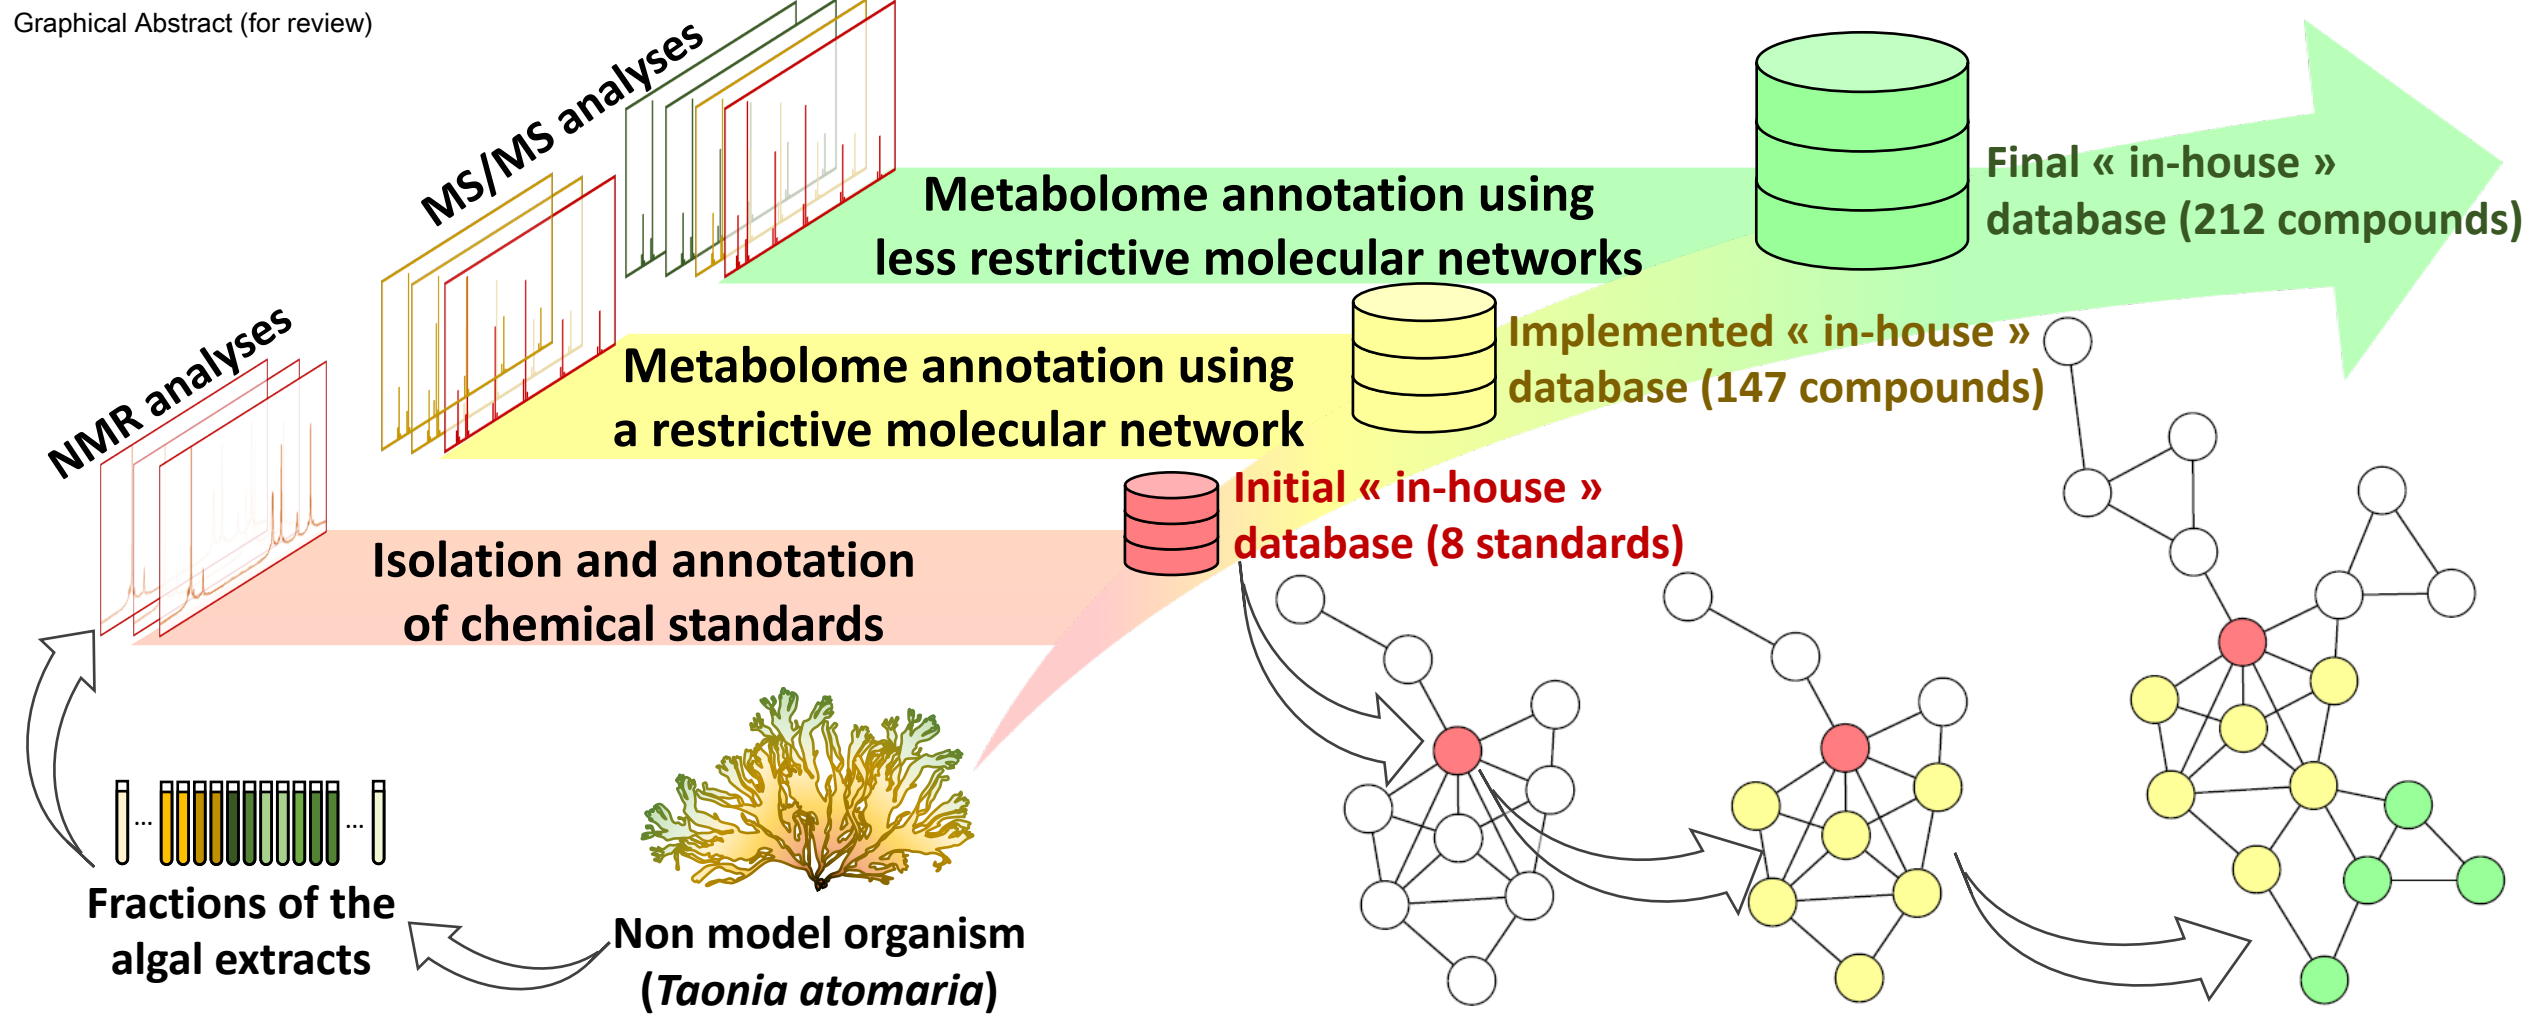 Graphical Abstract (for review)
MS/MS analyses
Metabolome annotation using
less restrictive molecular networks
Final « in-house »
database (212 compounds)
NMR analyses
Metabolome annotation using
a restrictive molecular network
Implemented « in-house »
database (147 compounds)
Isolation and annotation
of chemical standards
Initial « in-house »
database (8 standards)
... ...
Fractions of the
algal extracts
Non model organism
(Taonia atomaria)